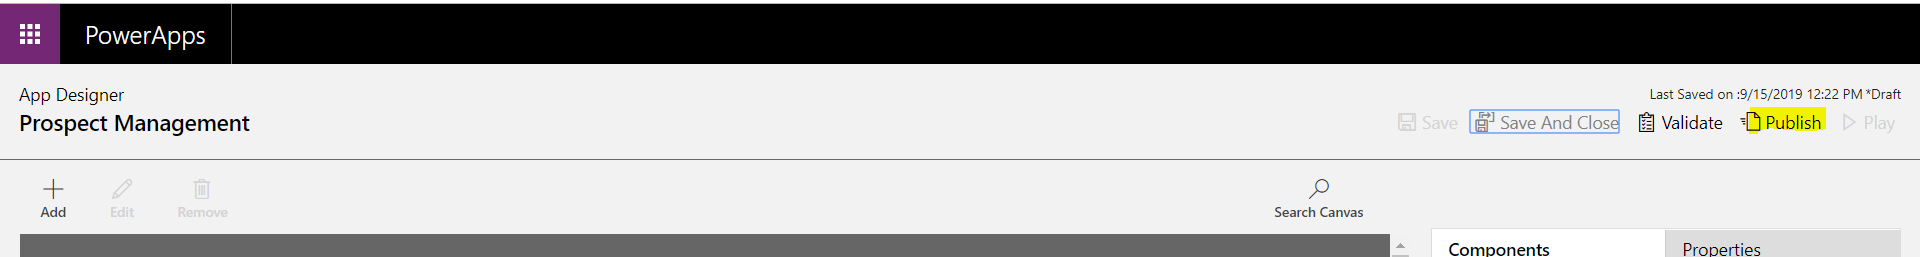 PowerApps
App Designer
Prospect Management
Last Saved on :9/15/2019 12:22 PM *Draft
Save Save And Close Validate Publish Play
Add Edit Remove Search Canvas
Components Properties